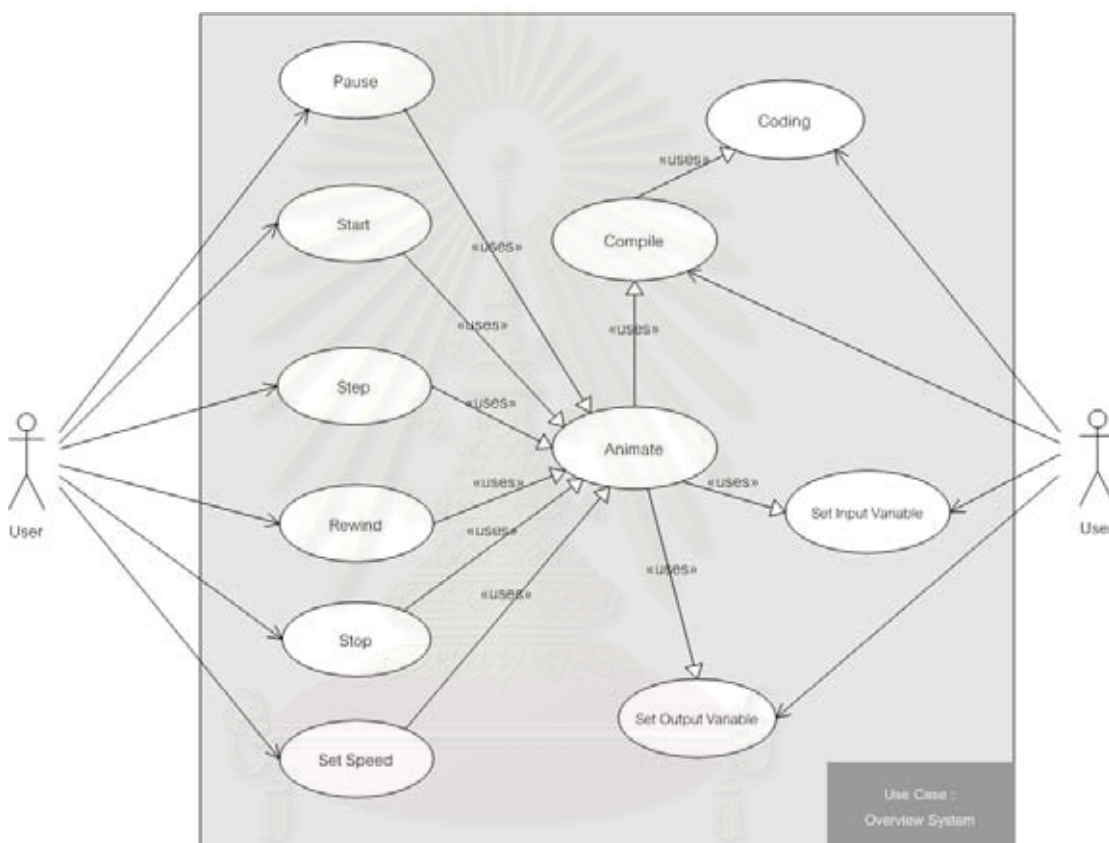 Pause
Coding
«uses»
Start
Compile
«uses»
«uses»
«uses»
Step
«uses»
Animate
«uses»
«uses»
Set Input Variable
Rewind
User
User
«uses»
«uses»
«uses»
Stop
Set Output Variable
Set Speed
Use Case :
Overview System